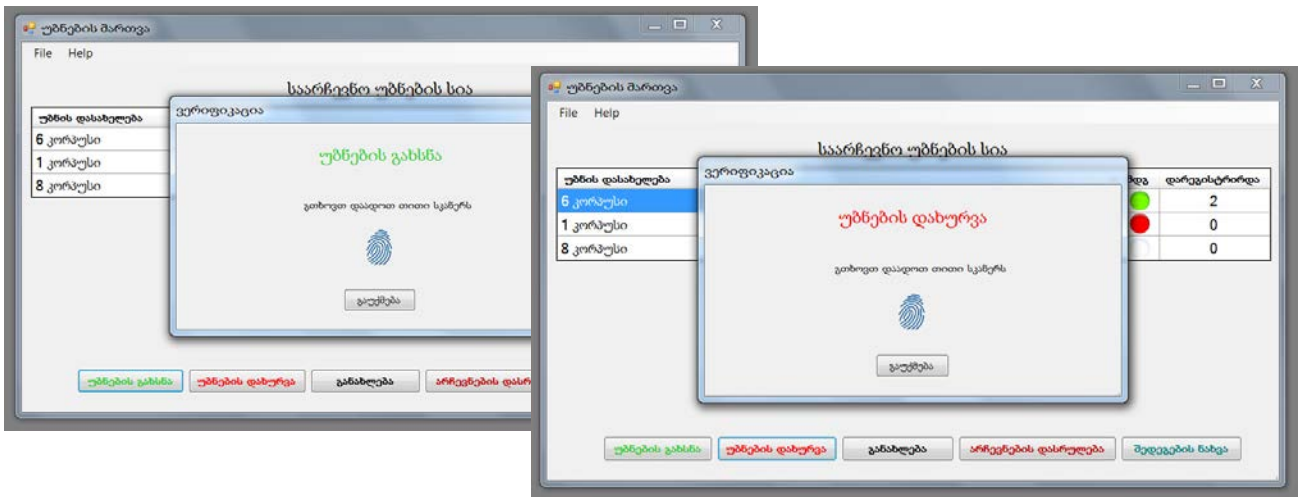 უბნების მართვა
File Help
საარჩევნო უბნების სია
უბნის დასახელება
6 კორპუსი
1 კორპუსი
8 კორპუსი
ვერიფიკაცია
უბნების გახსნა
გთხოვთ დაადოთ თითი სკანერს
გაუქმება
უბნების გახსნა უბნების დახურვა განახლება არჩევნების დასრ
უბნების მართვა
File Help
საარჩევნო უბნების სია
უბნის დასახელება მდგ დარეგისტრირდა
6 კორპუსი 2
1 კორპუსი 0
8 კორპუსი 0
ვერიფიკაცია
უბნების დახურვა
გთხოვთ დაადოთ თითი სკანერს
გაუქმება
უბნების გახსნა უბნების დახურვა განახლება არჩევნების დასრულება შედეგების ნახვა